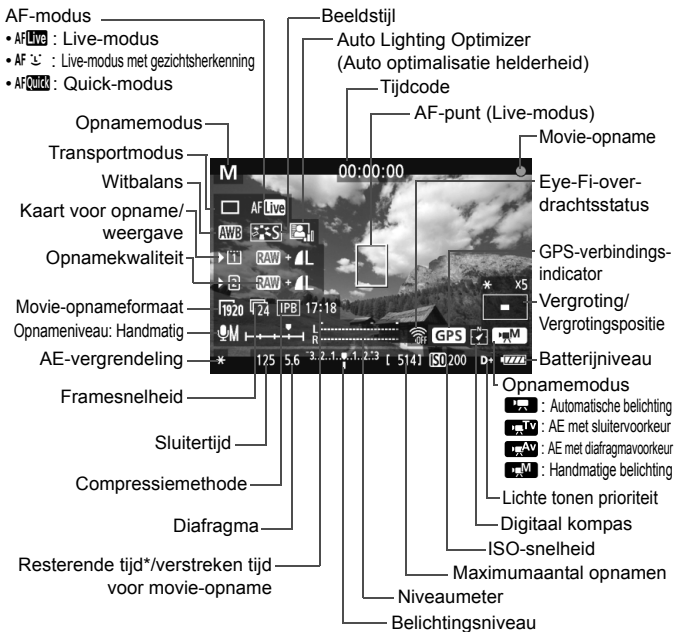 AF-modus
• AF Live : Live-modus
• AF : Live-modus met gezichtsherkenning
• AF Quick : Quick-modus
Beeldstijl
Auto Lighting Optimizer
(Auto optimalisatie helderheid)
Tijdcode
AF-punt (Live-modus)
Movie-opname
Opnamemodus
Transportmodus
Witbalans
Kaart voor opname/
weergave
Opnamekwaliteit
Movie-opnameformaat
Opnameniveau: Handmatig
AE-vergrendeling
Framesnelheid
Sluitertijd
Compressiemethode
Diafragma
Resterende tijd*/verstreken tijd
voor movie-opname
M 00:00:00
AF Live
AWB S
1 RAW + L
2 RAW + L
1920 24 IPB 17:18
M L
R
OFF GPS N M
* X5
* 125 5.6 -3..2..1..0..1..2.:3 [ 514] ISO 200 D+
Eye-Fi-over-
drachtsstatus
GPS-verbindings-
indicator
Vergroting/
Vergrotingspositie
Batterijniveau
Opnamemodus
: Automatische belichting
Tv : AE met sluitervoorkeur
Av : AE met diafragmavoorkeur
M : Handmatige belichting
Lichte tonen prioriteit
Digitaal kompas
ISO-snelheid
Maximumaantal opnamen
Niveaumeter
Belichtingsniveau